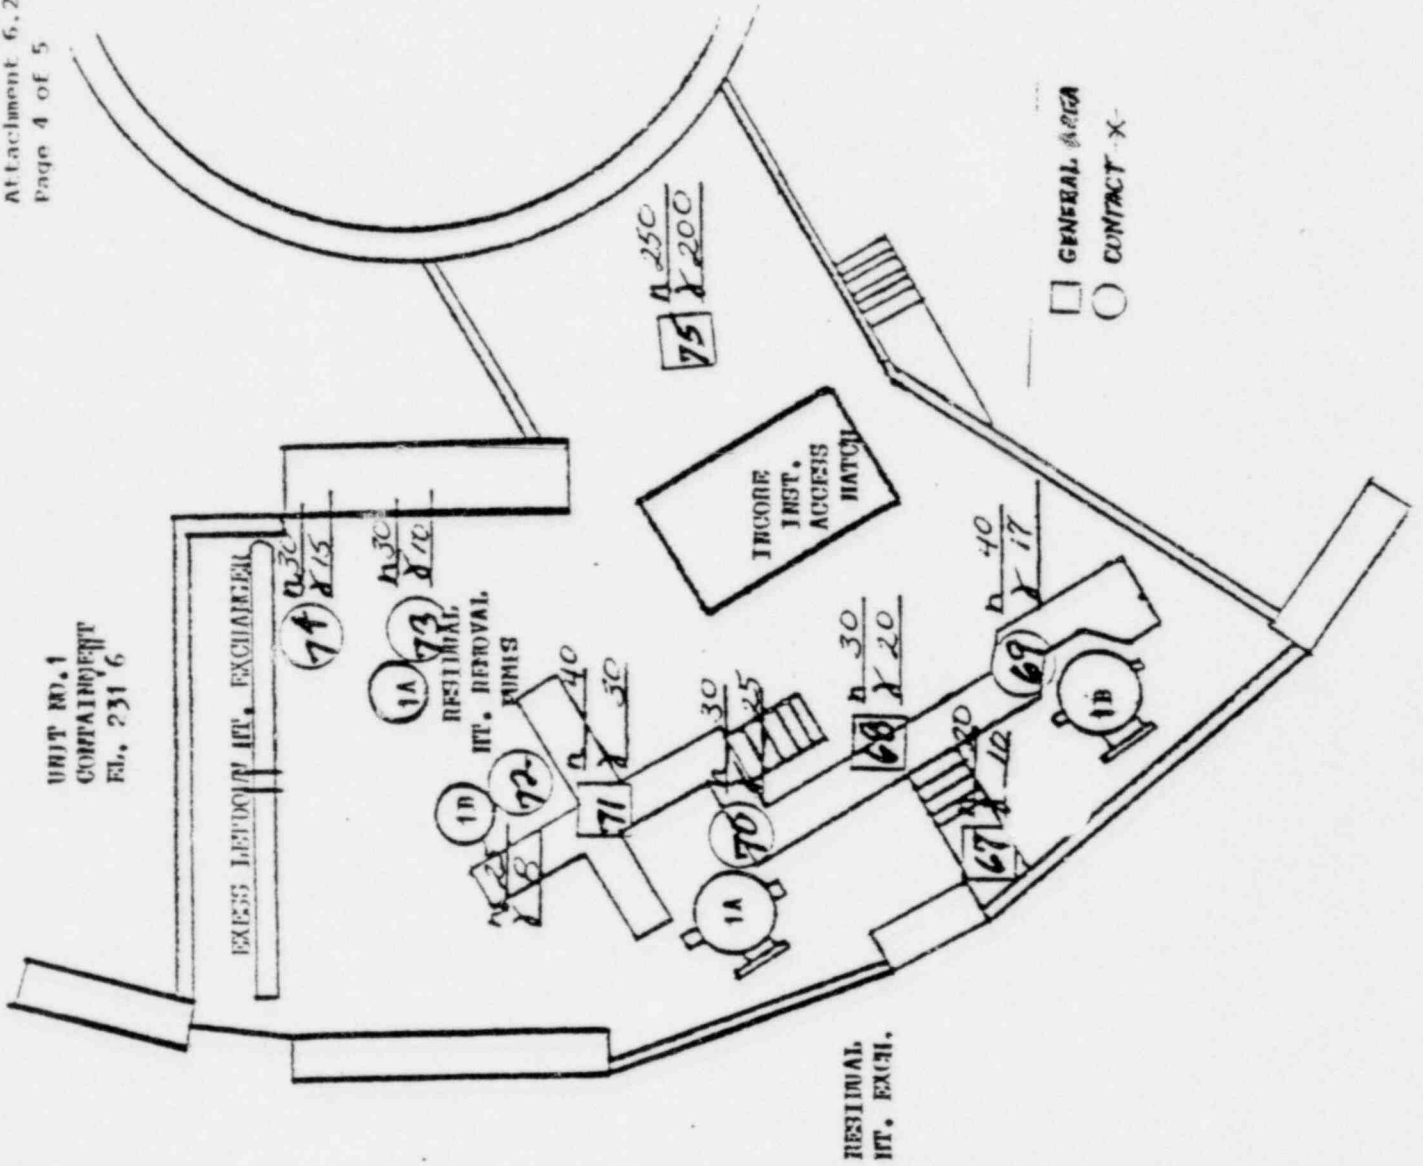 Attachment 6.2
Page 4 of 5
UNIT NO. 1
CONTAINMENT
EL. 231' 6"
EXESS LETDOWN HT. EXCHANGER
n 30
γ 15
74
n 30
γ 10
73
1A
RESIDUAL
HT. REMOVAL
PUMPS
1B
72
γ 8
n 40
γ 30
71
n 30
γ 25
70
1A
n 30
γ 20
68
n 40
γ 17
69
1B
20
γ 10
67
n 250
γ 200
75
INCORE
INST.
ACCESS
HATCH
RESIDUAL
HT. EXCH.
GENERAL AREA
CONTACT